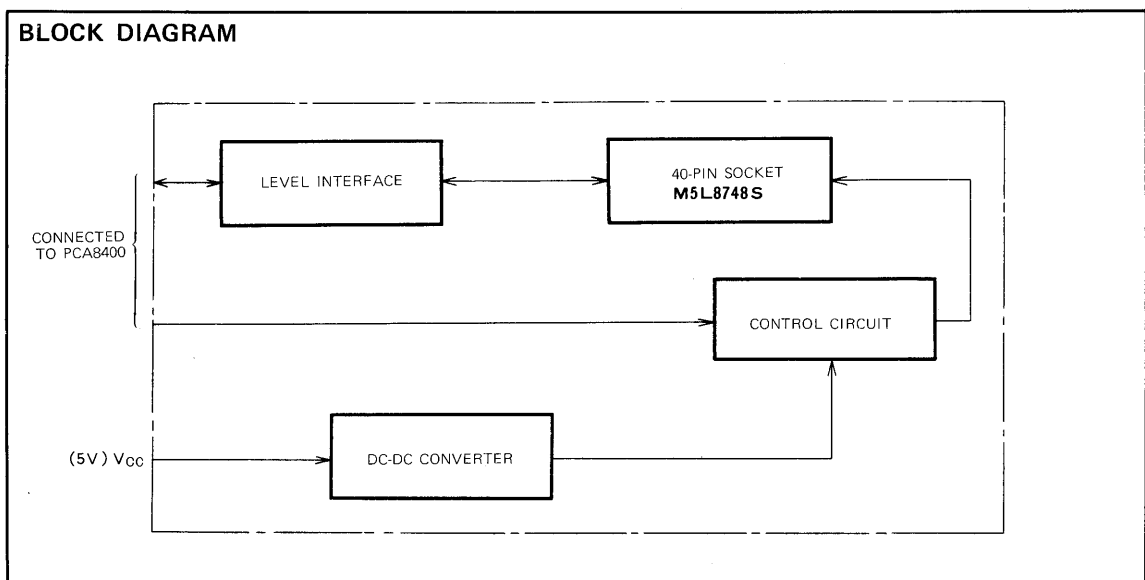 BLOCK DIAGRAM
LEVEL INTERFACE
40-PIN SOCKET
M5L8748S
CONNECTED
TO PCA8400
CONTROL CIRCUIT
(5V) VCC
DC-DC CONVERTER